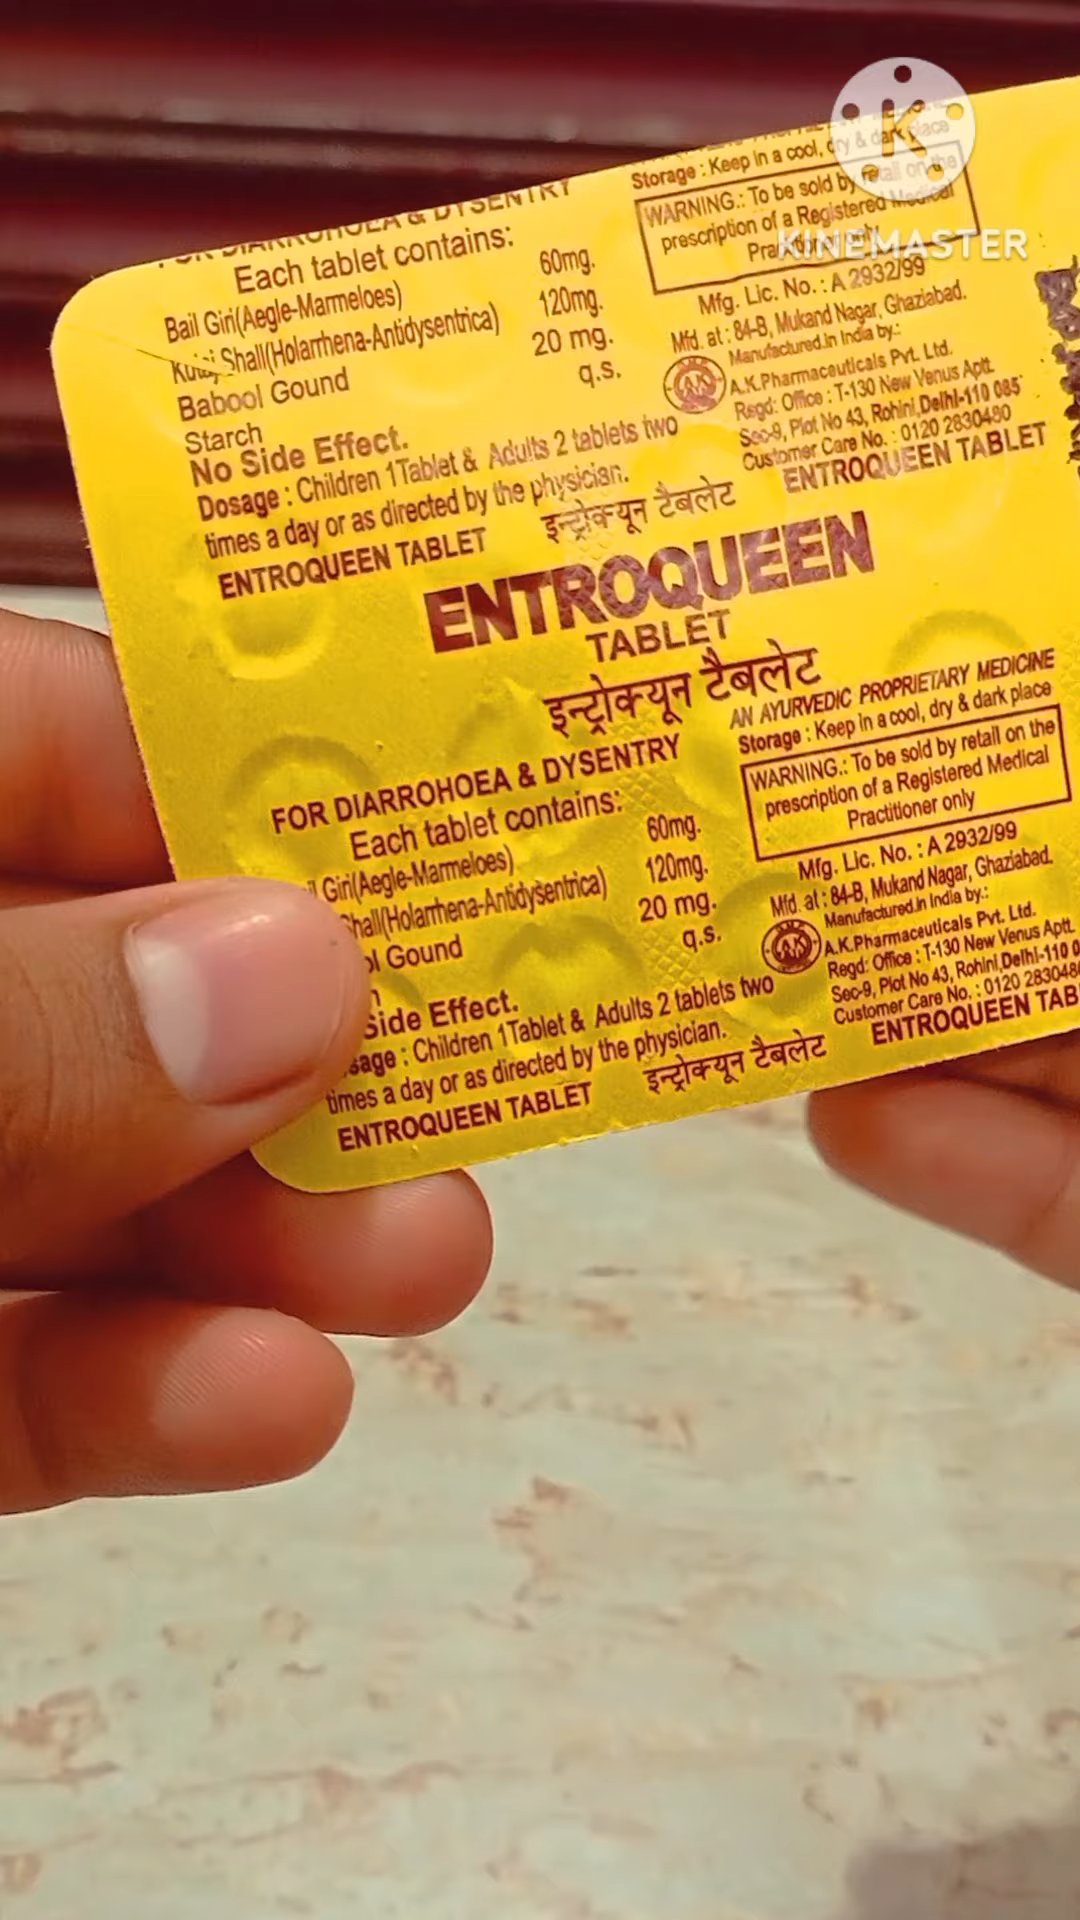 FOR DIARROHOEA & DYSENTRY
Each tablet contains:
Bail Giri(Aegle-Marmeloes) 60mg.
Kutaj Shall(Holarrhena-Antidysentrica) 120mg.
Babool Gound 20 mg.
Starch q.s.
No Side Effect.
Dosage : Children 1Tablet & Adults 2 tablets two
times a day or as directed by the physician.
ENTROQUEEN TABLET इन्ट्रोक्यून टैबलेट
Storage : Keep in a cool, dry & dark place
WARNING.: To be sold by retail on the
prescription of a Registered Medical
Practitioner only
Mfg. Lic. No. : A 2932/99
Mfd. at : 84-B, Mukand Nagar, Ghaziabad.
Manufactured.in India by.:
AK
A.K.Pharmaceuticals Pvt. Ltd.
Regd: Office : T-130 New Venus Aptt.
Sec-9, Plot No 43, Rohini,Delhi-110 085
Customer Care No. : 0120 2830480
ENTROQUEEN TABLET
ENTROQUEEN
TABLET
इन्ट्रोक्यून टैबलेट
FOR DIARROHOEA & DYSENTRY
Each tablet contains:
Giri(Aegle-Marmeloes) 60mg.
hall(Holarrhena-Antidysentrica) 120mg.
ol Gound 20 mg.
q.s.
Side Effect.
sage : Children 1Tablet & Adults 2 tablets two
times a day or as directed by the physician.
ENTROQUEEN TABLET इन्ट्रोक्यून टैबलेट
AN AYURVEDIC PROPRIETARY MEDICINE
Storage : Keep in a cool, dry & dark place
WARNING.: To be sold by retail on the
prescription of a Registered Medical
Practitioner only
Mfg. Lic. No. : A 2932/99
Mfd. at : 84-B, Mukand Nagar, Ghaziabad.
Manufactured.in India by.:
AK
A.K.Pharmaceuticals Pvt. Ltd.
Regd: Office : T-130 New Venus Aptt.
Sec-9, Plot No 43, Rohini,Delhi-110 0
Customer Care No. : 0120 283048
ENTROQUEEN TAB
K
KINEMASTER